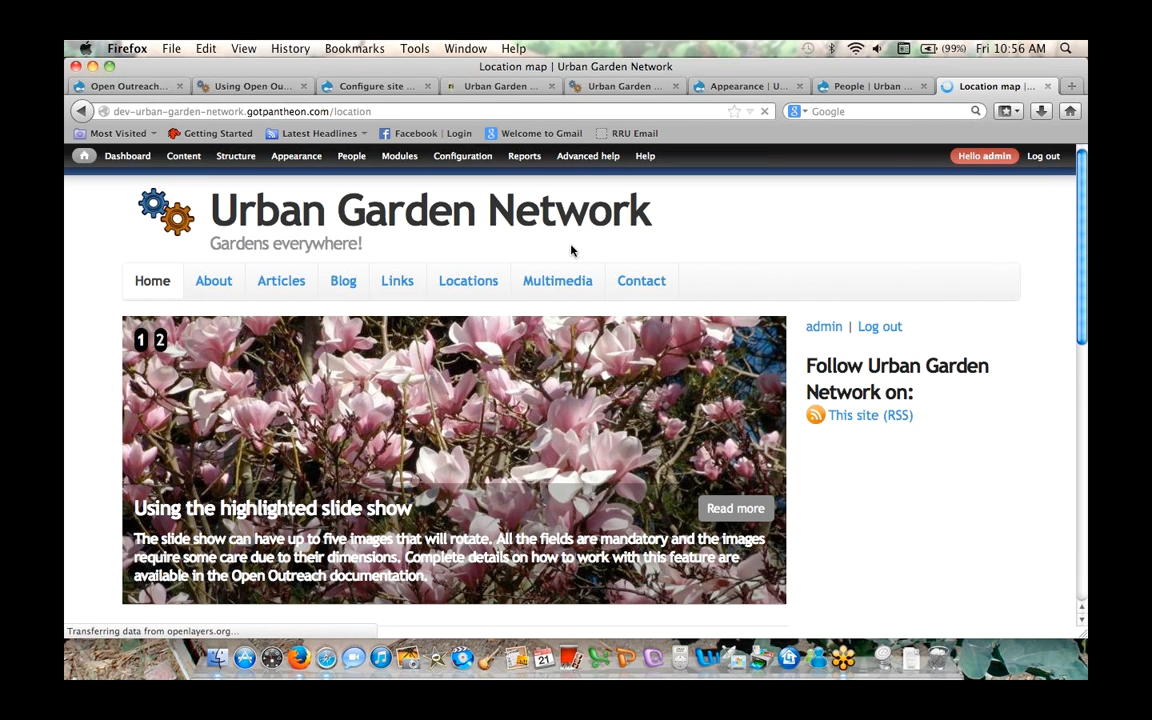 Firefox File Edit View History Bookmarks Tools Window Help (99%) Fri 10:56 AM
Location map | Urban Garden Network
Open Outreach... Using Open Ou... Configure site ... Urban Garden ... Urban Garden ... Appearance | U... People | Urban ... Location map |...
dev-urban-garden-network.gotpantheon.com/location Google
Most Visited Getting Started Latest Headlines Facebook | Login Welcome to Gmail RRU Email
Dashboard Content Structure Appearance People Modules Configuration Reports Advanced help Help Hello admin Log out
Urban Garden Network
Gardens everywhere!
Home About Articles Blog Links Locations Multimedia Contact
1 2
admin | Log out
Follow Urban Garden
Network on:
This site (RSS)
Using the highlighted slide show
Read more
The slide show can have up to five images that will rotate. All the fields are mandatory and the images
require some care due to their dimensions. Complete details on how to work with this feature are
available in the Open Outreach documentation.
Transferring data from openlayers.org...
21